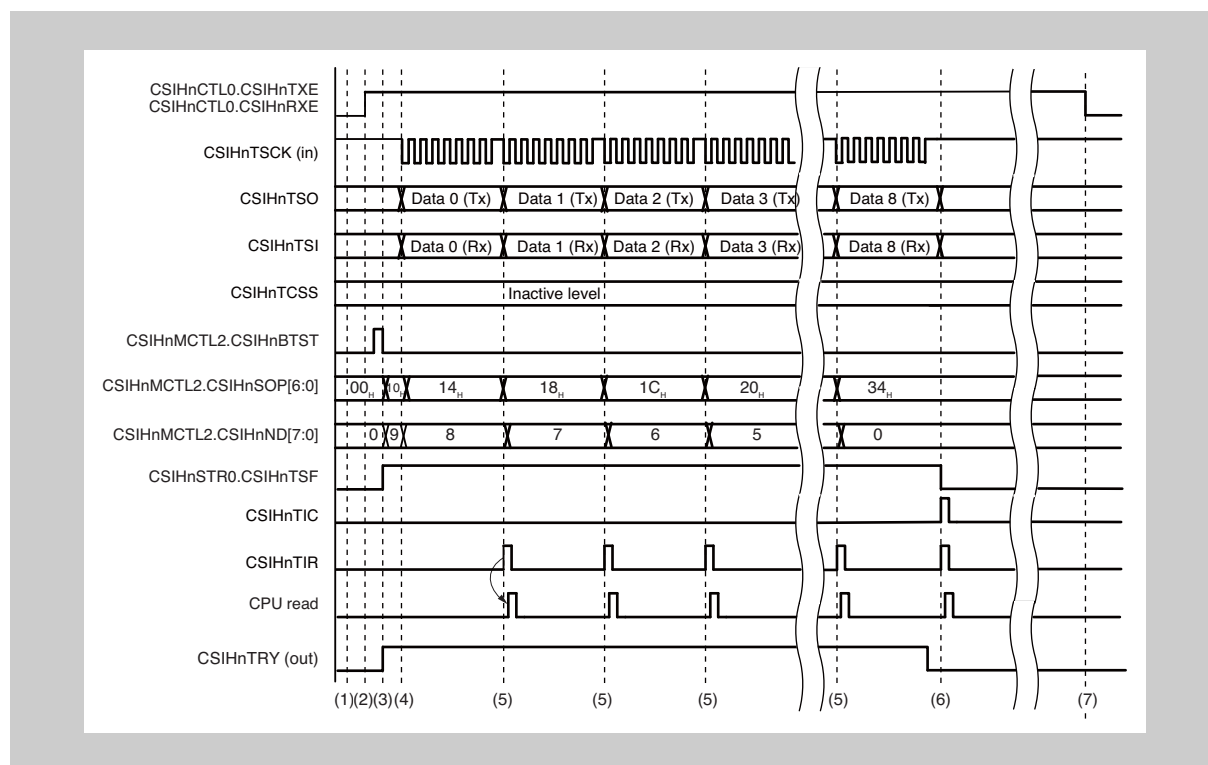 CSIHnCTL0.CSIHnTXE
CSIHnCTL0.CSIHnRXE
CSIHnTSCK (in)
CSIHnTSO Data 0 (Tx) Data 1 (Tx) Data 2 (Tx) Data 3 (Tx) Data 8 (Tx)
CSIHnTSI Data 0 (Rx) Data 1 (Rx) Data 2 (Rx) Data 3 (Rx) Data 8 (Rx)
CSIHnTCSS Inactive level
CSIHnMCTL2.CSIHnBTST
CSIHnMCTL2.CSIHnSOP[6:0] 00H 10H 14H 18H 1CH 20H 34H
CSIHnMCTL2.CSIHnND[7:0] 0 9 8 7 6 5 0
CSIHnSTR0.CSIHnTSF
CSIHnTIC
CSIHnTIR
CPU read
CSIHnTRY (out)
(1)(2)(3)(4) (5) (5) (5) (5) (6) (7)